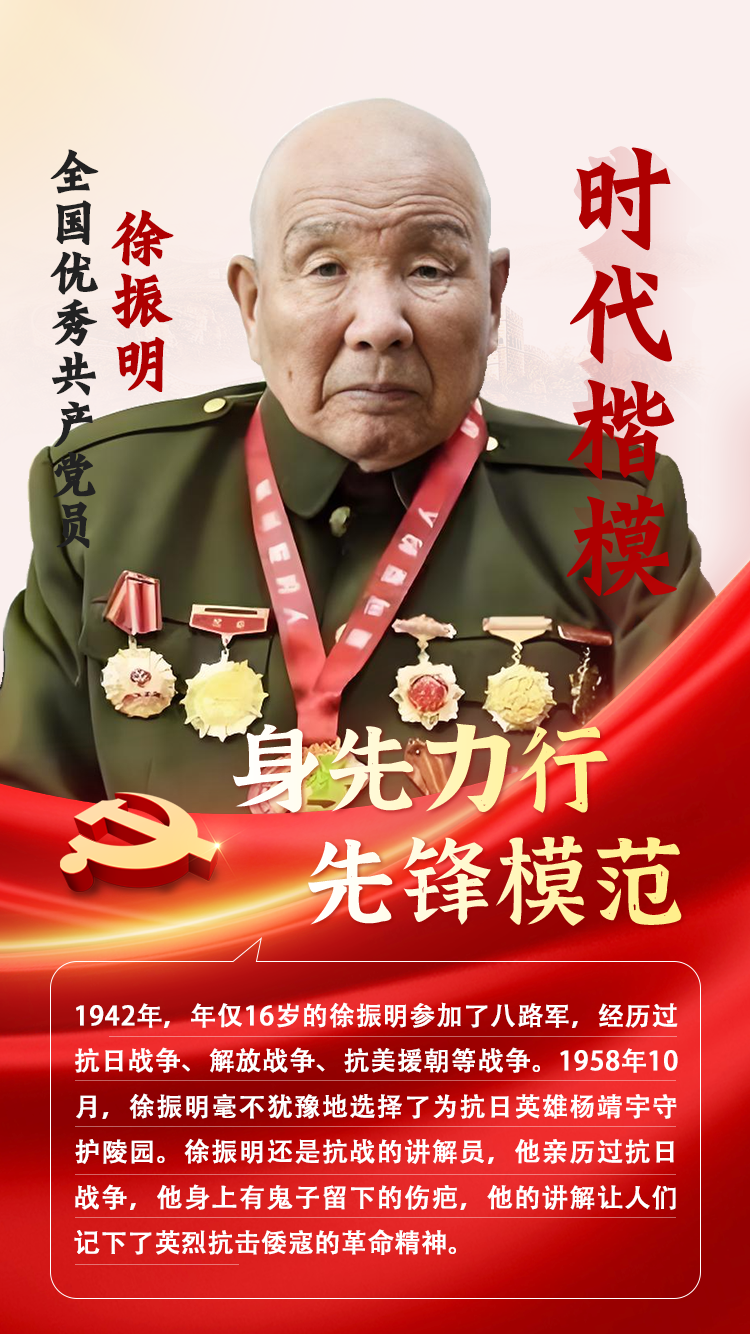 时代楷模
徐振明
全国优秀共产党员
身先力行
先锋模范
1942年，年仅16岁的徐振明参加了八路军，经历过
抗日战争、解放战争、抗美援朝等战争。1958年10
月，徐振明毫不犹豫地选择了为抗日英雄杨靖宇守
护陵园。徐振明还是抗战的讲解员，他亲历过抗日
战争，他身上有鬼子留下的伤疤，他的讲解让人们
记下了英烈抗击倭寇的革命精神。